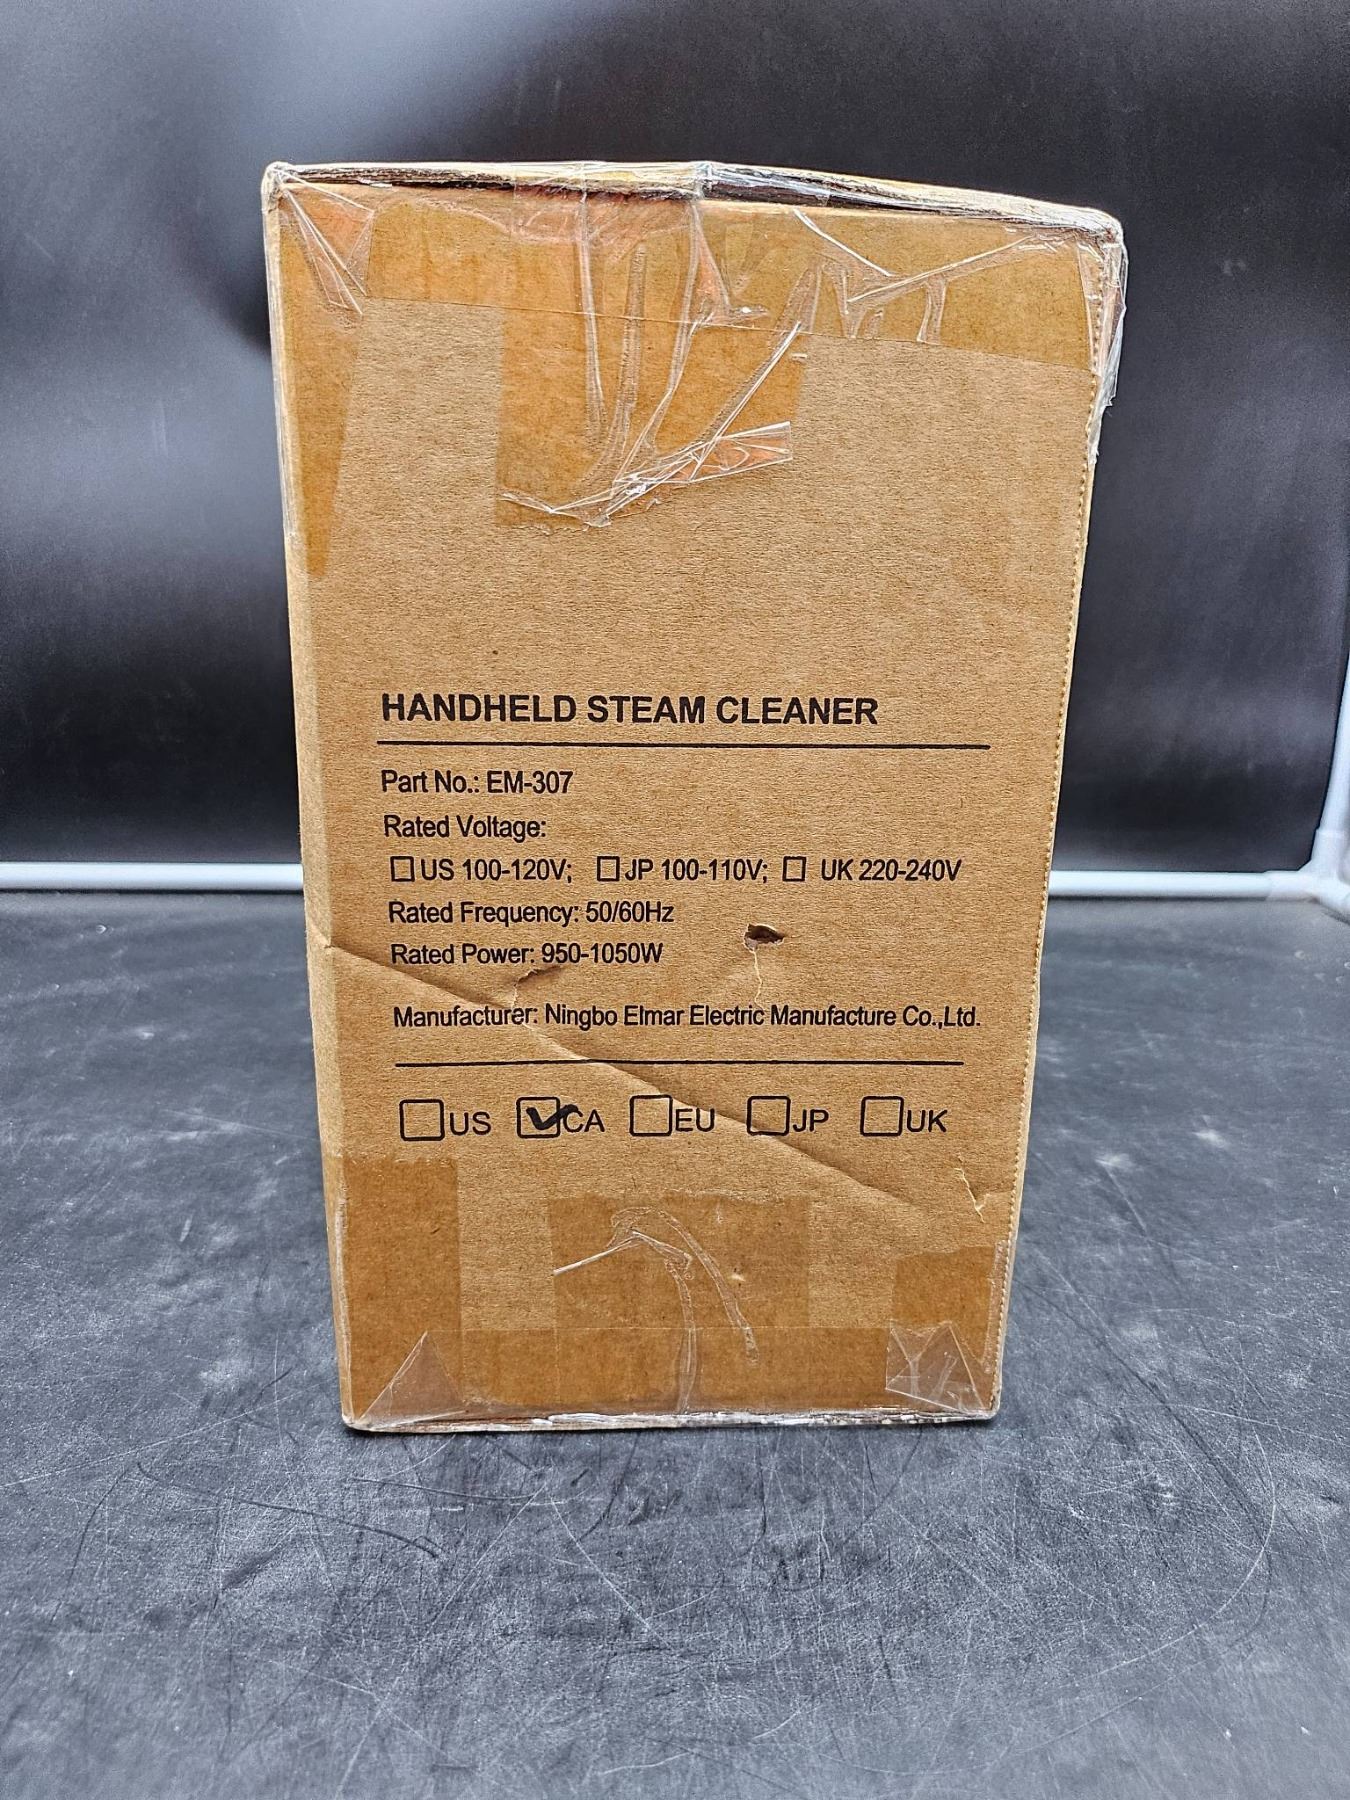 HANDHELD STEAM CLEANER
Part No.: EM-307
Rated Voltage:
☐ US 100-120V; ☐ JP 100-110V; ☐ UK 220-240V
Rated Frequency: 50/60Hz
Rated Power: 950-1050W
Manufacturer: Ningbo Elmar Electric Manufacture Co.,Ltd.
☐ US ☑ CA ☐ EU ☐ JP ☐ UK